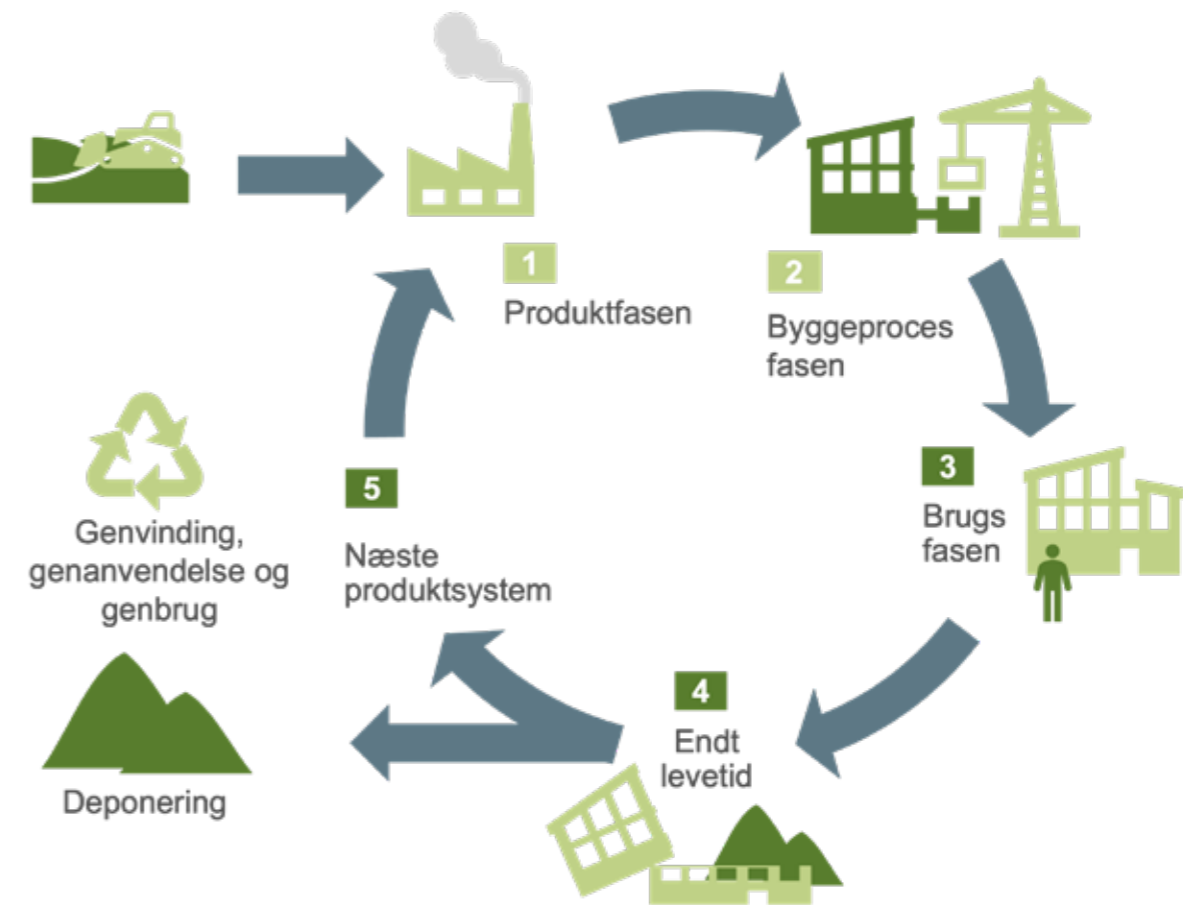 1
Produktfasen
2
Byggeproces
fasen
3
Brugs
fasen
4
Endt
levetid
5
Næste
produktsystem
Genvinding,
genanvendelse og
genbrug
Deponering